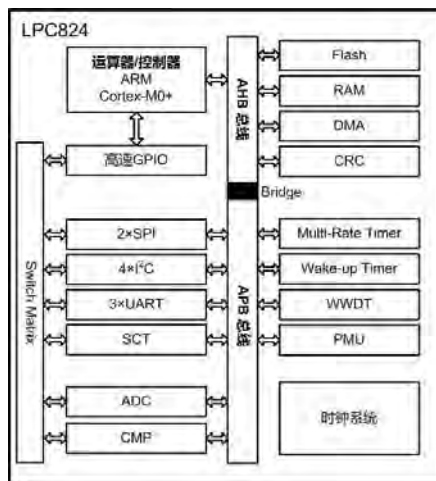 LPC824
运算器/控制器
ARM
Cortex-M0+
高速GPIO
AHB 总线
Flash
RAM
DMA
CRC
Bridge
Switch Matrix
2×SPI
4×I²C
3×UART
SCT
ADC
CMP
APB 总线
Multi-Rate Timer
Wake-up Timer
WWDT
PMU
时钟系统